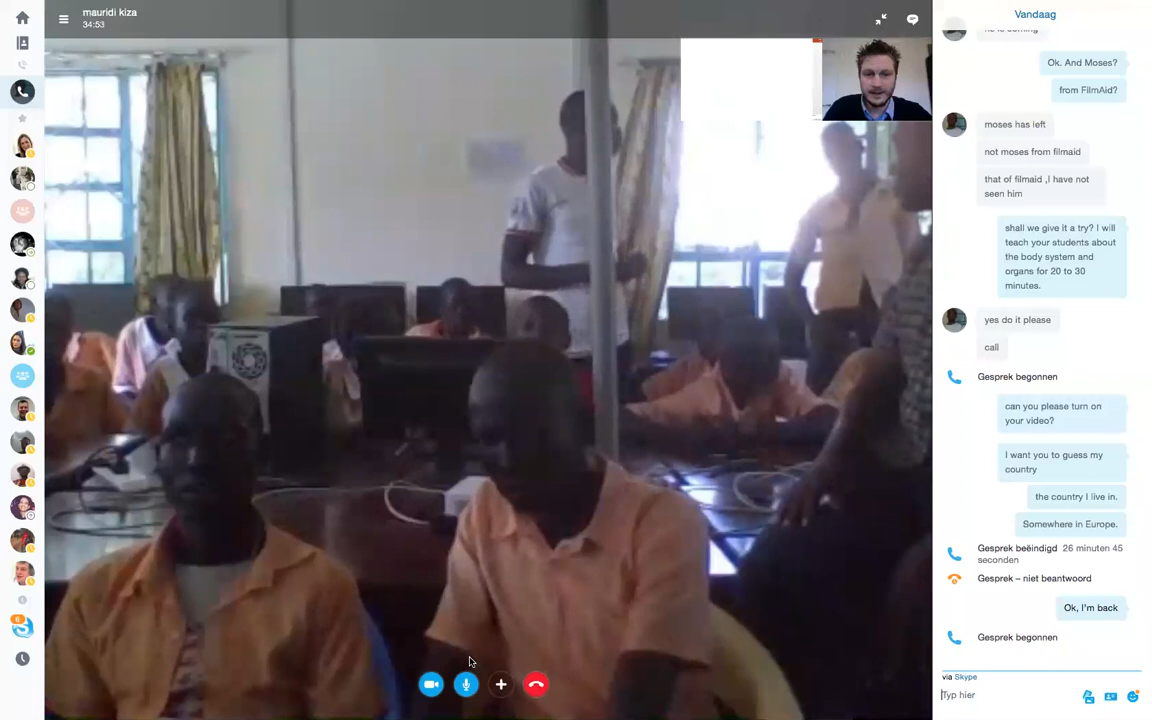 mauridi kiza
34:53
Vandaag
Ok. And Moses?
from FilmAid?
moses has left
not moses from filmaid
that of filmaid ,I have not
seen him
shall we give it a try? I will
teach your students about
the body system and
organs for 20 to 30
minutes.
yes do it please
call
Gesprek begonnen
can you please turn on
your video?
I want you to guess my
country
the country I live in.
Somewhere in Europe.
Gesprek beëindigd 26 minuten 45
seconden
Gesprek – niet beantwoord
Ok, I'm back
Gesprek begonnen
via Skype
Typ hier
6